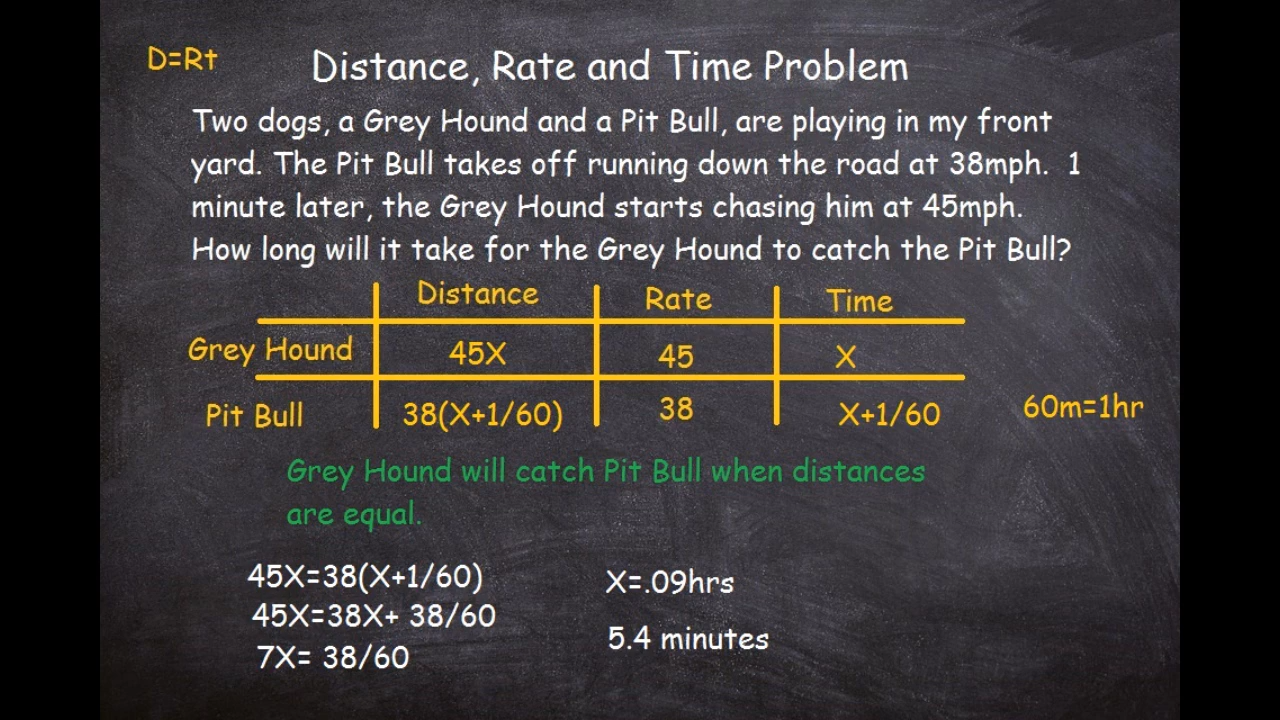 D=Rt
Distance, Rate and Time Problem
Two dogs, a Grey Hound and a Pit Bull, are playing in my front
yard. The Pit Bull takes off running down the road at 38mph. 1
minute later, the Grey Hound starts chasing him at 45mph.
How long will it take for the Grey Hound to catch the Pit Bull?
Distance Rate Time
Grey Hound 45X 45 X
Pit Bull 38(X+1/60) 38 X+1/60 60m=1hr
Grey Hound will catch Pit Bull when distances
are equal.
45X=38(X+1/60)
45X=38X+ 38/60
7X= 38/60
X=.09hrs
5.4 minutes